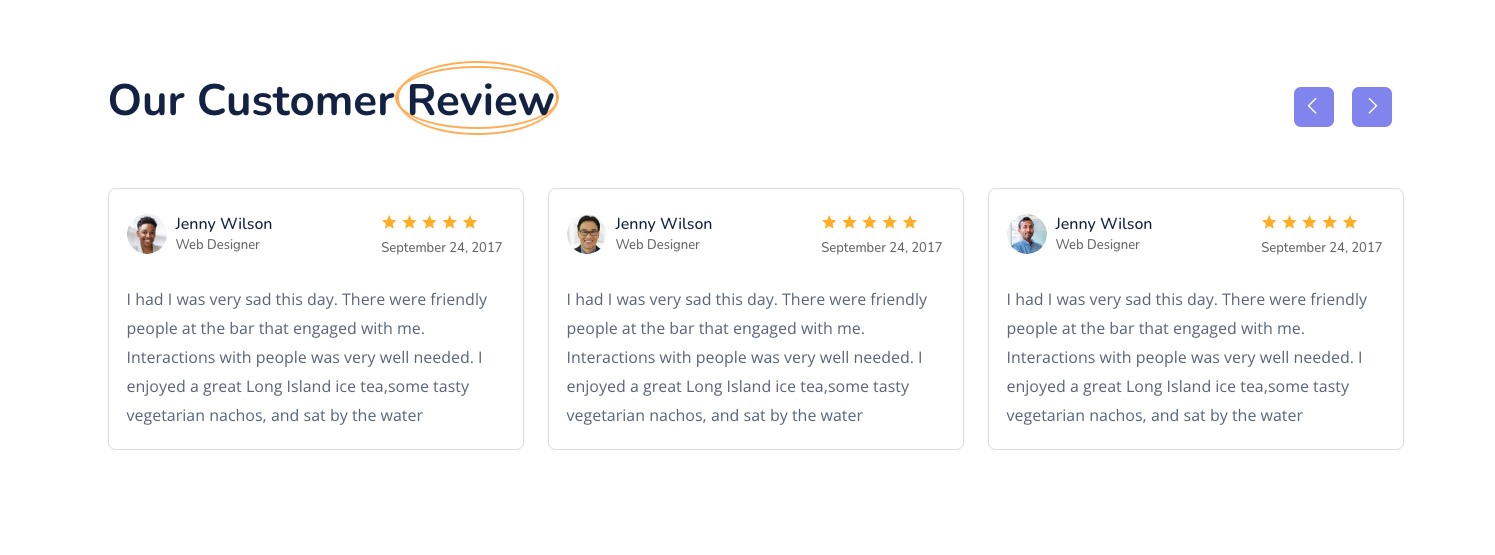 Our Customer Review
Jenny Wilson
Web Designer
September 24, 2017
I had I was very sad this day. There were friendly
people at the bar that engaged with me.
Interactions with people was very well needed. I
enjoyed a great Long Island ice tea,some tasty
vegetarian nachos, and sat by the water
Jenny Wilson
Web Designer
September 24, 2017
I had I was very sad this day. There were friendly
people at the bar that engaged with me.
Interactions with people was very well needed. I
enjoyed a great Long Island ice tea,some tasty
vegetarian nachos, and sat by the water
Jenny Wilson
Web Designer
September 24, 2017
I had I was very sad this day. There were friendly
people at the bar that engaged with me.
Interactions with people was very well needed. I
enjoyed a great Long Island ice tea,some tasty
vegetarian nachos, and sat by the water